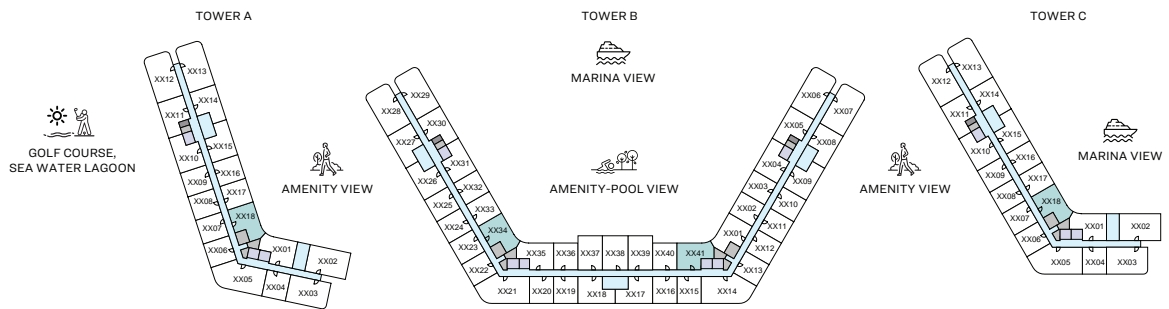 TOWER A
TOWER B
TOWER C
MARINA VIEW
GOLF COURSE,
SEA WATER LAGOON
AMENITY VIEW
AMENITY-POOL VIEW
AMENITY VIEW
MARINA VIEW
XX12
XX13
XX11
XX14
XX10
XX15
XX09
XX16
XX08
XX17
XX07
XX18
XX06
XX01
XX02
XX05
XX04
XX03
XX28
XX29
XX27
XX30
XX26
XX31
XX25
XX32
XX24
XX33
XX23
XX34
XX22
XX35
XX36
XX37
XX38
XX39
XX40
XX41
XX21
XX20
XX19
XX18
XX17
XX16
XX15
XX14
XX06
XX07
XX05
XX08
XX04
XX09
XX03
XX10
XX02
XX11
XX01
XX12
XX13
XX12
XX13
XX11
XX14
XX10
XX15
XX09
XX16
XX08
XX17
XX07
XX18
XX06
XX01
XX02
XX05
XX04
XX03